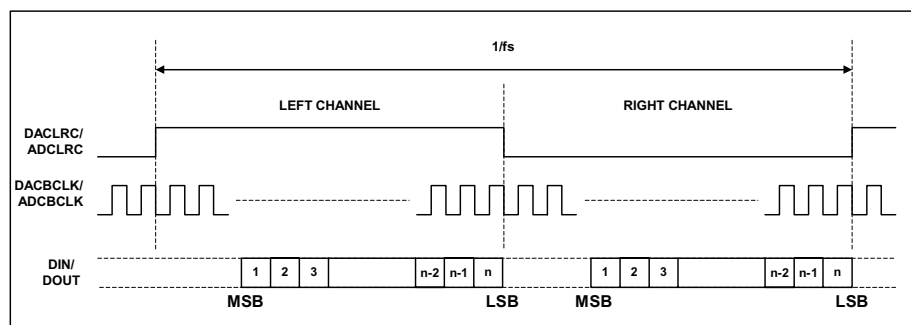 1/fs
LEFT CHANNEL
RIGHT CHANNEL
DACLRC/
ADCLRC
DACBCLK/
ADCBCLK
DIN/
DOUT
1 2 3 n-2 n-1 n 1 2 3 n-2 n-1 n
MSB LSB MSB LSB